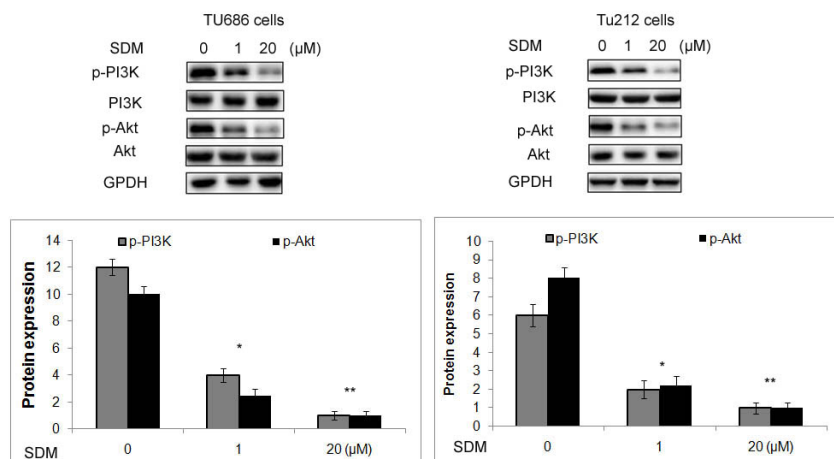 TU686 cells
SDM 0 1 20 (µM)
p-PI3K
PI3K
p-Akt
Akt
GPDH
Tu212 cells
SDM 0 1 20 (µM)
p-PI3K
PI3K
p-Akt
Akt
GPDH
p-PI3K p-Akt
Protein expression
14
12
10
8
6
4
2
0
* **
SDM 0 1 20 (µM)
p-PI3K p-Akt
Protein expression
10
9
8
7
6
5
4
3
2
1
0
* **
SDM 0 1 20 (µM)